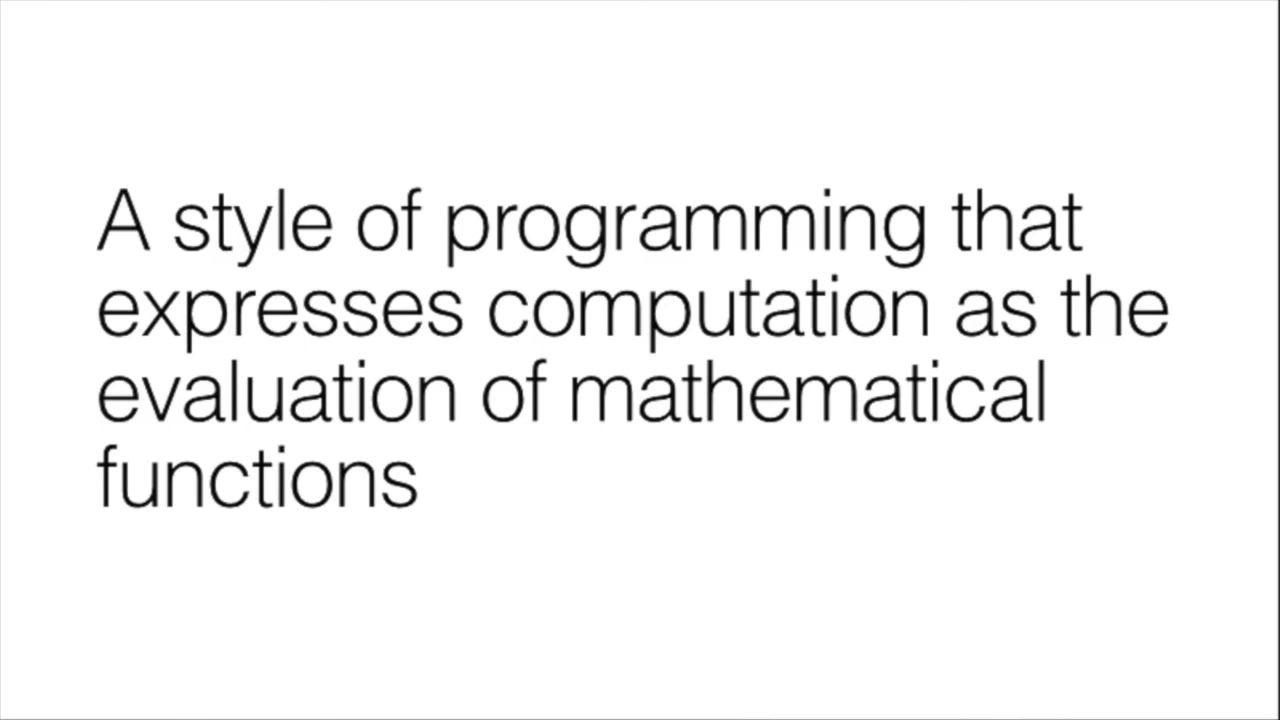 A style of programming that
expresses computation as the
evaluation of mathematical
functions